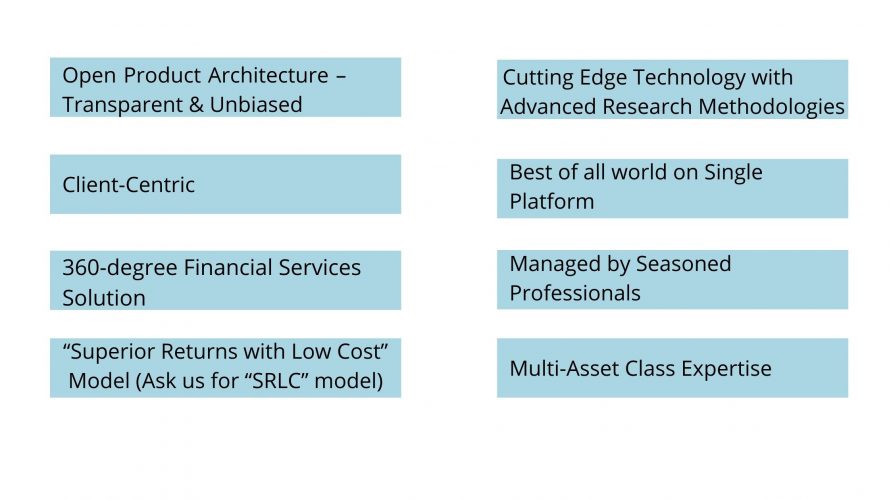 Open Product Architecture –
Transparent & Unbiased
Client-Centric
360-degree Financial Services
Solution
“Superior Returns with Low Cost”
Model (Ask us for “SRLC” model)
Cutting Edge Technology with
Advanced Research Methodologies
Best of all world on Single
Platform
Managed by Seasoned
Professionals
Multi-Asset Class Expertise